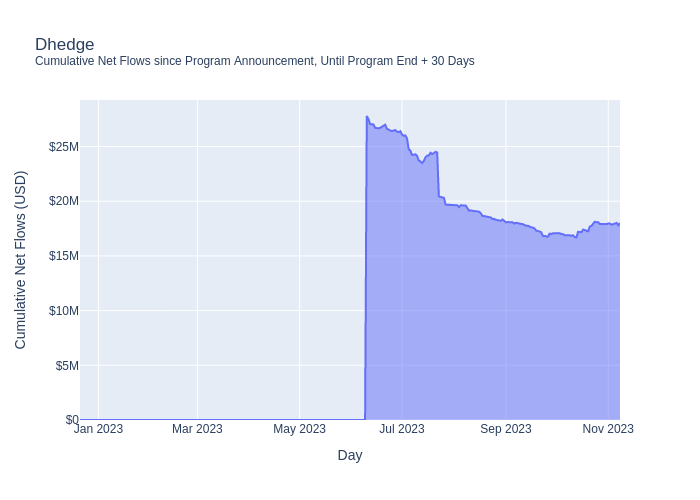 Dhedge
Cumulative Net Flows since Program Announcement, Until Program End + 30 Days
Cumulative Net Flows (USD)
$25M
$20M
$15M
$10M
$5M
$0
Jan 2023 Mar 2023 May 2023 Jul 2023 Sep 2023 Nov 2023
Day